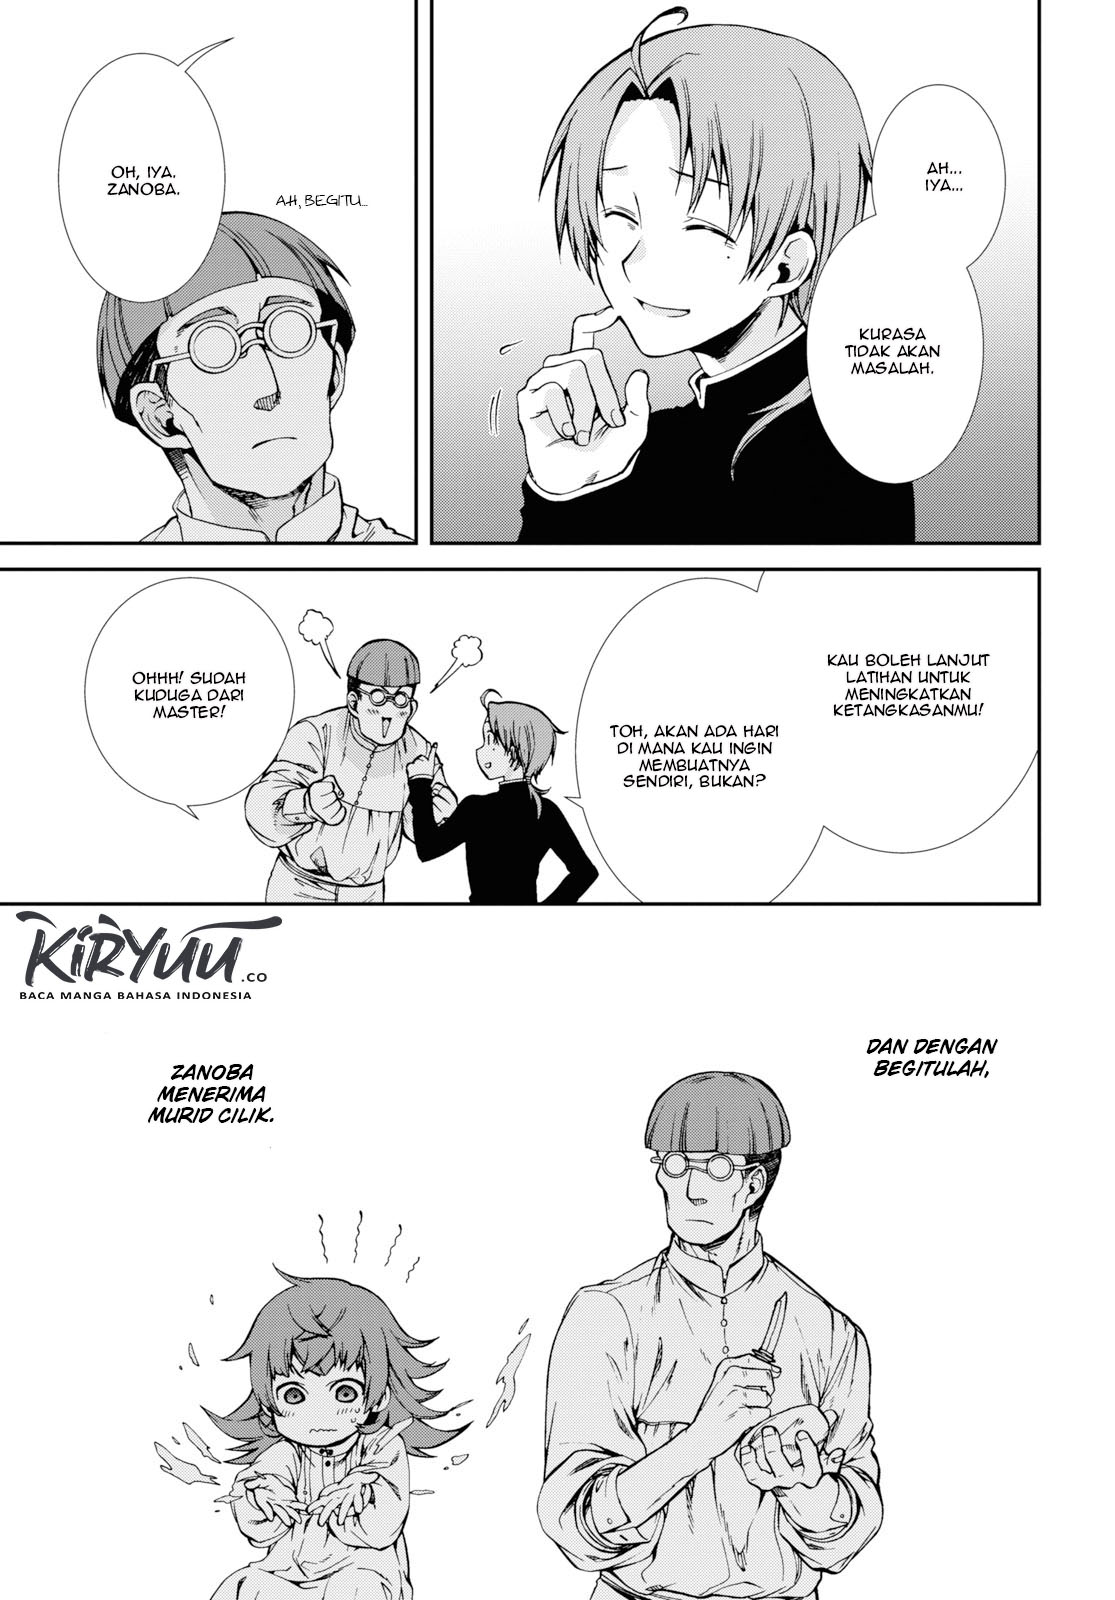 AH...
IYA...
KURASA
TIDAK AKAN
MASALAH.
OH, IYA.
ZANOBA.
AH, BEGITU...
KAU BOLEH LANJUT
LATIHAN UNTUK
MENINGKATKAN
KETANGKASANMU!
TOH, AKAN ADA HARI
DI MANA KAU INGIN
MEMBUATNYA
SENDIRI, BUKAN?
OHHH! SUDAH
KUDUGA DARI
MASTER!
KIRYUU.CO
BACA MANGA BAHASA INDONESIA
DAN DENGAN
BEGITULAH,
ZANOBA
MENERIMA
MURID CILIK.